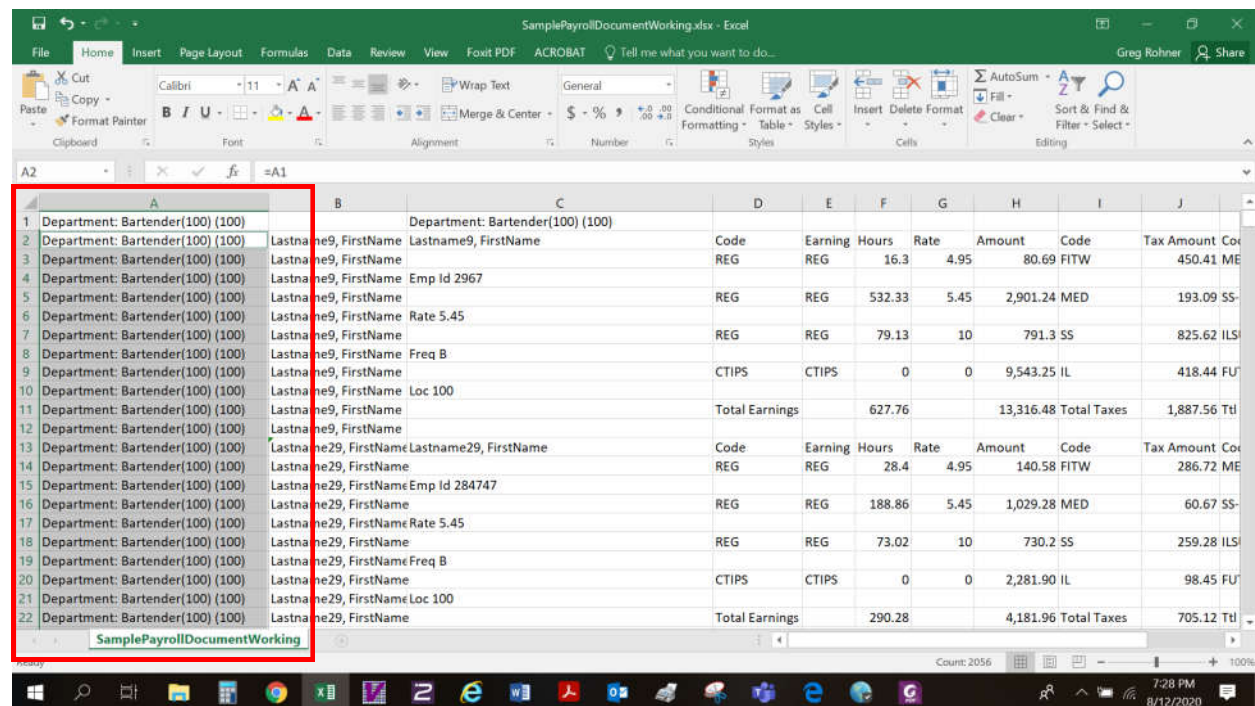 SamplePayrollDocumentWorking.xlsx - Excel
File Home Insert Page Layout Formulas Data Review View Foxit PDF ACROBAT Tell me what you want to do... Greg Rohner Share
Cut Calibri 11 A A Wrap Text General Σ AutoSum
Copy Fill
Paste Format Painter B I U Merge & Center $ - % Conditional Format as Cell Insert Delete Format Clear Sort & Find &
Formatting Table Styles Filter Select
Clipboard Font Alignment Number Styles Cells Editing
A2 fx =A1
A B C D E F G H I J
1 Department: Bartender(100) (100) Department: Bartender(100) (100)
2 Department: Bartender(100) (100) Lastname9, FirstName Lastname9, FirstName Code Earning Hours Rate Amount Code Tax Amount
3 Department: Bartender(100) (100) Lastname9, FirstName REG REG 16.3 4.95 80.69 FITW 450.41 ME
4 Department: Bartender(100) (100) Lastname9, FirstName Emp Id 2967
5 Department: Bartender(100) (100) Lastname9, FirstName REG REG 532.33 5.45 2,901.24 MED 193.09 SS-
6 Department: Bartender(100) (100) Lastname9, FirstName Rate 5.45
7 Department: Bartender(100) (100) Lastname9, FirstName REG REG 79.13 10 791.3 SS 825.62
8 Department: Bartender(100) (100) Lastname9, FirstName Freq B
9 Department: Bartender(100) (100) Lastname9, FirstName CTIPS CTIPS 0 0 9,543.25 IL 418.44
10 Department: Bartender(100) (100) Lastname9, FirstName Loc 100
11 Department: Bartender(100) (100) Lastname9, FirstName Total Earnings 627.76 13,316.48 Total Taxes 1,887.56 Ttl
12 Department: Bartender(100) (100) Lastname9, FirstName
13 Department: Bartender(100) (100) Lastname29, FirstName Lastname29, FirstName Code Earning Hours Rate Amount Code Tax Amount
14 Department: Bartender(100) (100) Lastname29, FirstName REG REG 28.4 4.95 140.58 FITW 286.72 ME
15 Department: Bartender(100) (100) Lastname29, FirstName Emp Id 284747
16 Department: Bartender(100) (100) Lastname29, FirstName REG REG 188.86 5.45 1,029.28 MED 60.67 SS-
17 Department: Bartender(100) (100) Lastname29, FirstName Rate 5.45
18 Department: Bartender(100) (100) Lastname29, FirstName REG REG 73.02 10 730.2 SS 259.28
19 Department: Bartender(100) (100) Lastname29, FirstName Freq B
20 Department: Bartender(100) (100) Lastname29, FirstName CTIPS CTIPS 0 0 2,281.90 IL 98.45
21 Department: Bartender(100) (100) Lastname29, FirstName Loc 100
22 Department: Bartender(100) (100) Lastname29, FirstName Total Earnings 290.28 4,181.96 Total Taxes 705.12 Ttl
SamplePayrollDocumentWorking
Count: 2056 100%
7:28 PM
8/12/2020